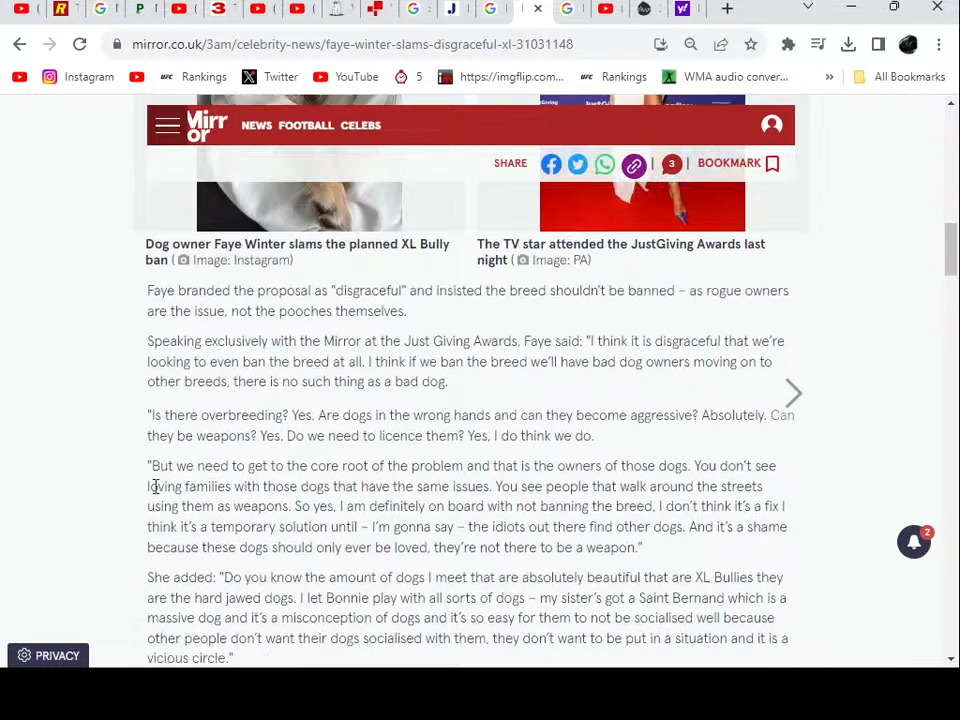 mirror.co.uk/3am/celebrity-news/faye-winter-slams-disgraceful-xl-31031148
Instagram Rankings Twitter YouTube 5 https://imgflip.com... Rankings WMA audio conver... » All Bookmarks
Mirror NEWS FOOTBALL CELEBS
SHARE 3 BOOKMARK
Dog owner Faye Winter slams the planned XL Bully
ban ( Image: Instagram)
The TV star attended the JustGiving Awards last
night ( Image: PA)
Faye branded the proposal as "disgraceful" and insisted the breed shouldn't be banned – as rogue owners
are the issue, not the pooches themselves.
Speaking exclusively with the Mirror at the Just Giving Awards, Faye said: "I think it is disgraceful that we're
looking to even ban the breed at all. I think if we ban the breed we'll have bad dog owners moving on to
other breeds, there is no such thing as a bad dog.
"Is there overbreeding? Yes. Are dogs in the wrong hands and can they become aggressive? Absolutely. Can
they be weapons? Yes. Do we need to licence them? Yes, I do think we do.
"But we need to get to the core root of the problem and that is the owners of those dogs. You don't see
loving families with those dogs that have the same issues. You see people that walk around the streets
using them as weapons. So yes, I am definitely on board with not banning the breed, I don't think it's a fix I
think it's a temporary solution until – I'm gonna say – the idiots out there find other dogs. And it's a shame
because these dogs should only ever be loved, they're not there to be a weapon."
She added: "Do you know the amount of dogs I meet that are absolutely beautiful that are XL Bullies they
are the hard jawed dogs. I let Bonnie play with all sorts of dogs – my sister's got a Saint Bernand which is a
massive dog and it's a misconception of dogs and it's so easy for them to not be socialised well because
other people don't want their dogs socialised with them, they don't want to be put in a situation and it is a
vicious circle."
2
PRIVACY